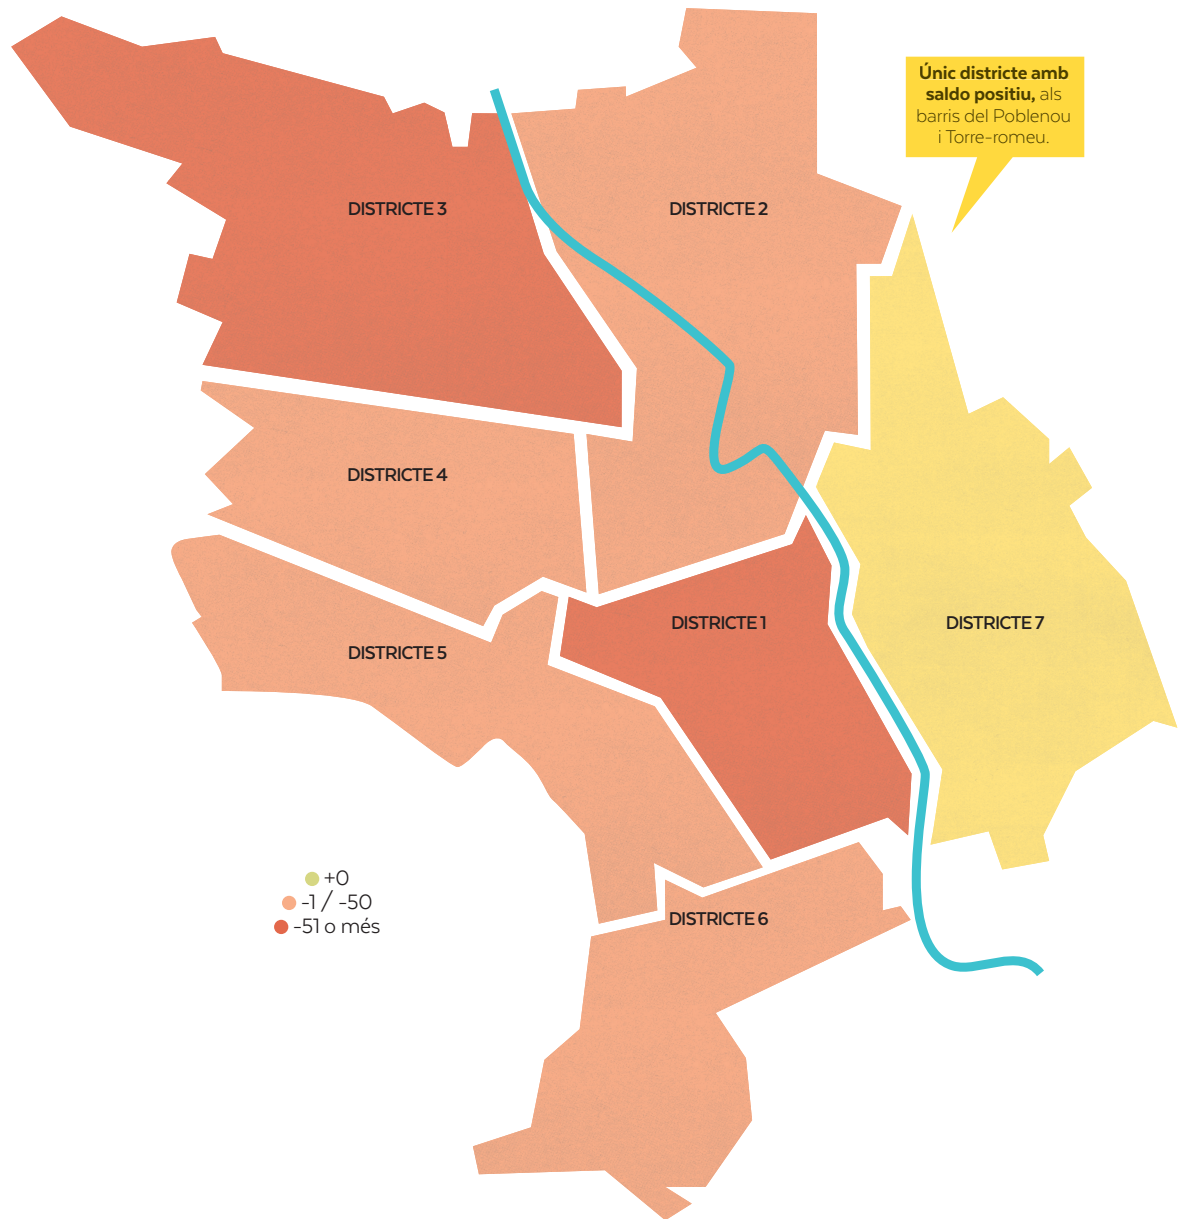 Únic districte amb
saldo positiu, als
barris del Poblenou
i Torre-romeu.
DISTRICTE 3
DISTRICTE 2
DISTRICTE 4
DISTRICTE 1
DISTRICTE 7
DISTRICTE 5
+0
-1 / -50
-51 o més
DISTRICTE 6